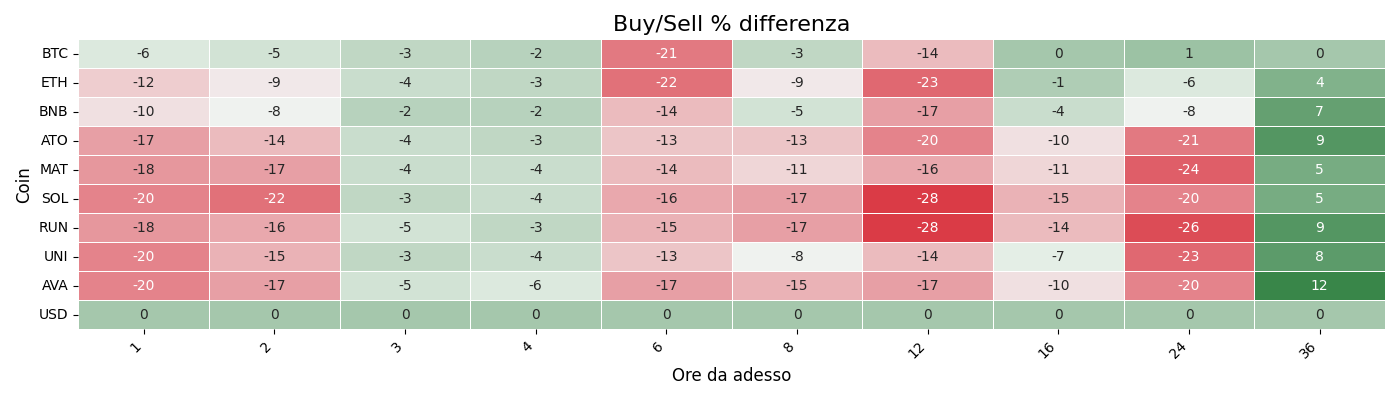 Buy/Sell % differenza
Coin
BTC -6 -5 -3 -2 -21 -3 -14 0 1 0
ETH -12 -9 -4 -3 -22 -9 -23 -1 -6 4
BNB -10 -8 -2 -2 -14 -5 -17 -4 -8 7
ATO -17 -14 -4 -3 -13 -13 -20 -10 -21 9
MAT -18 -17 -4 -4 -14 -11 -16 -11 -24 5
SOL -20 -22 -3 -4 -16 -17 -28 -15 -20 5
RUN -18 -16 -5 -3 -15 -17 -28 -14 -26 9
UNI -20 -15 -3 -4 -13 -8 -14 -7 -23 8
AVA -20 -17 -5 -6 -17 -15 -17 -10 -20 12
USD 0 0 0 0 0 0 0 0 0 0
1 2 3 4 6 8 12 16 24 36
Ore da adesso